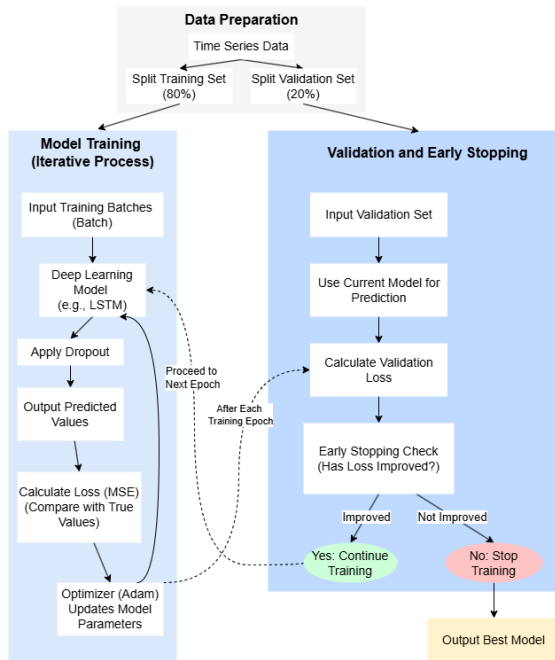 Data Preparation
Time Series Data
Split Training Set
(80%)
Split Validation Set
(20%)
Model Training
(Iterative Process)
Input Training Batches
(Batch)
Deep Learning
Model
(e.g., LSTM)
Apply Dropout
Output Predicted
Values
Calculate Loss (MSE)
(Compare with True
Values)
Optimizer (Adam)
Updates Model
Parameters
Proceed to
Next Epoch
After Each
Training Epoch
Validation and Early Stopping
Input Validation Set
Use Current Model for
Prediction
Calculate Validation
Loss
Early Stopping Check
(Has Loss Improved?)
Improved
Not Improved
Yes: Continue
Training
No: Stop
Training
Output Best Model